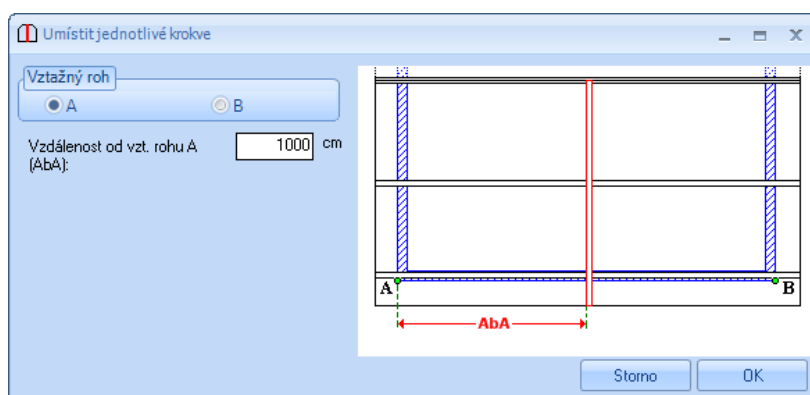 Umístit jednotlivé krokve
Vztažný roh
A
B
Vzdálenost od vzt. rohu A
(AbA):
1000 cm
A
B
AbA
Storno
OK